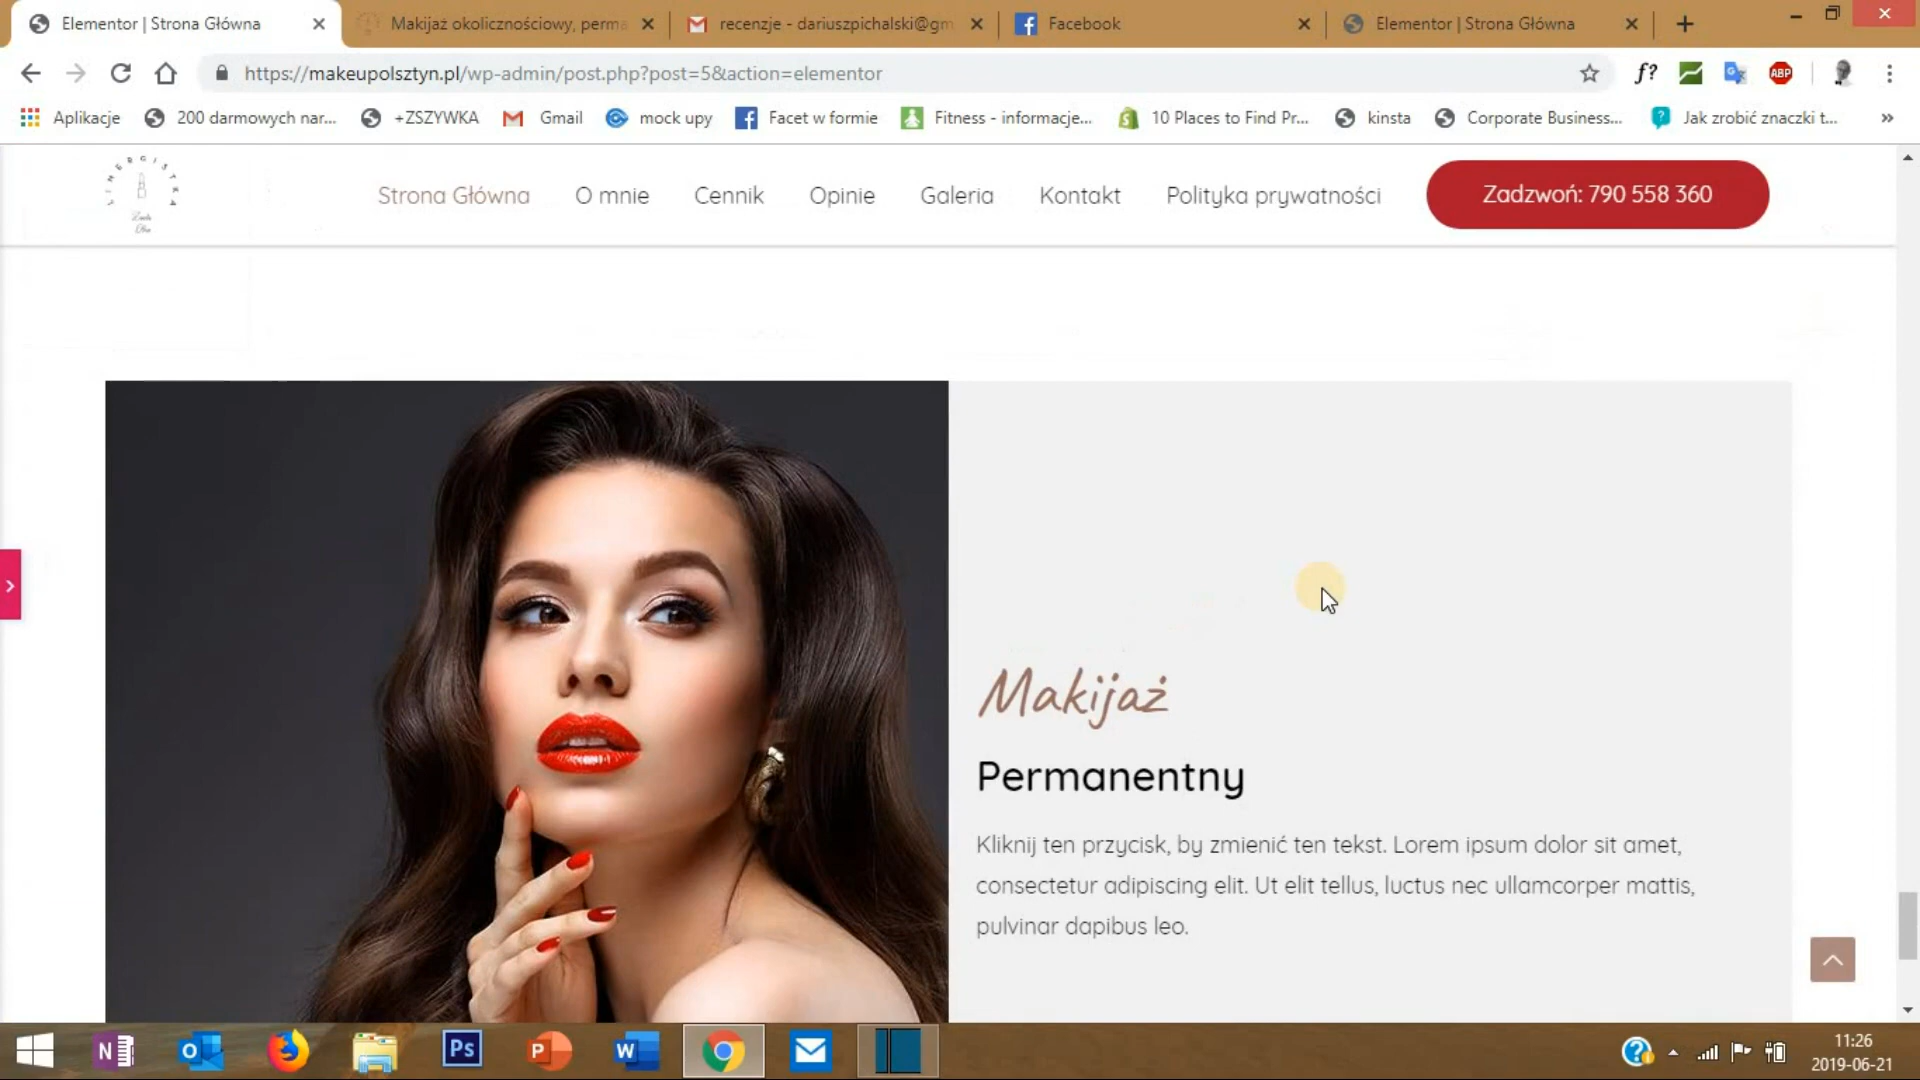 Elementor | Strona Główna
Makijaż okolicznościowy, perma
recenzje - dariuszpichalski@gm
Facebook
Elementor | Strona Główna
https://makeupolsztyn.pl/wp-admin/post.php?post=5&action=elementor
f?
ABP
Aplikacje
200 darmowych nar...
+ZSZYWKA
Gmail
mock upy
Facet w formie
Fitness - informacje...
10 Places to Find Pr...
kinsta
Corporate Business...
Jak zrobić znaczki t...
»
Strona Główna
O mnie
Cennik
Opinie
Galeria
Kontakt
Polityka prywatności
Zadzwoń: 790 558 360
Makijaż
Permanentny
Kliknij ten przycisk, by zmienić ten tekst. Lorem ipsum dolor sit amet,
consectetur adipiscing elit. Ut elit tellus, luctus nec ullamcorper mattis,
pulvinar dapibus leo.
11:26
2019-06-21